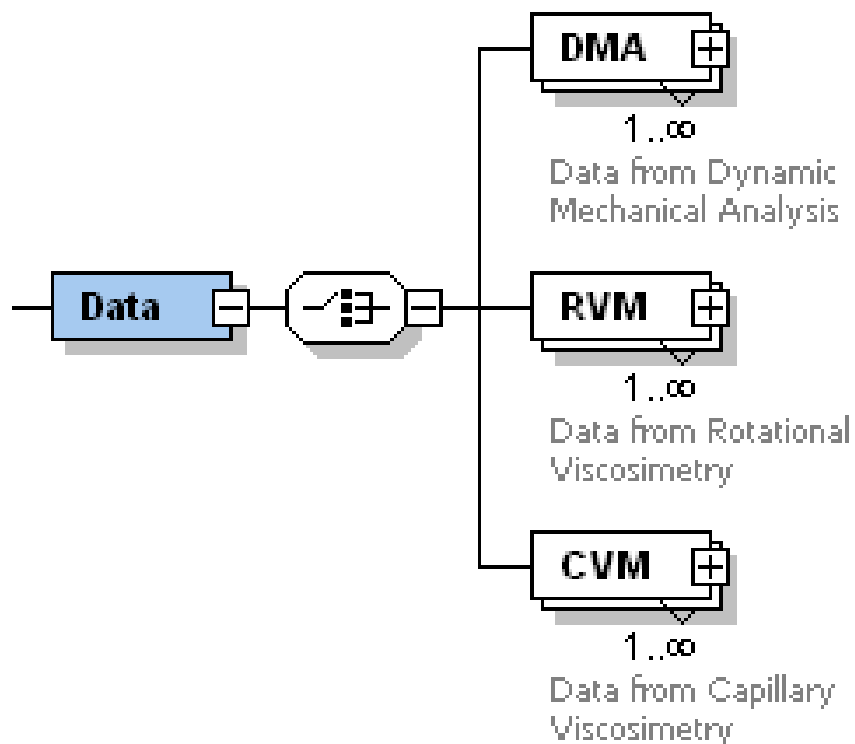 DMA
1..∞
Data from Dynamic
Mechanical Analysis
Data
RVM
1..∞
Data from Rotational
Viscosimetry
CVM
1..∞
Data from Capillary
Viscosimetry